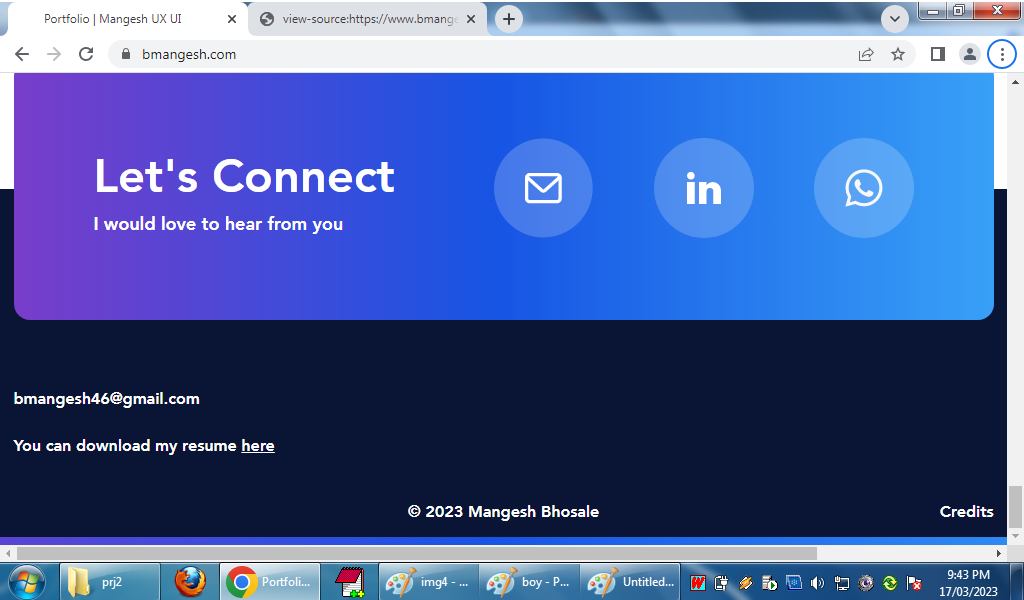 Portfolio | Mangesh UX UI
view-source:https://www.bmange
bmangesh.com
Let's Connect
I would love to hear from you
in
bmangesh46@gmail.com
You can download my resume here
© 2023 Mangesh Bhosale
Credits
prj2
Portfoli...
img4 - ...
boy - P...
Untitled...
9:43 PM
17/03/2023